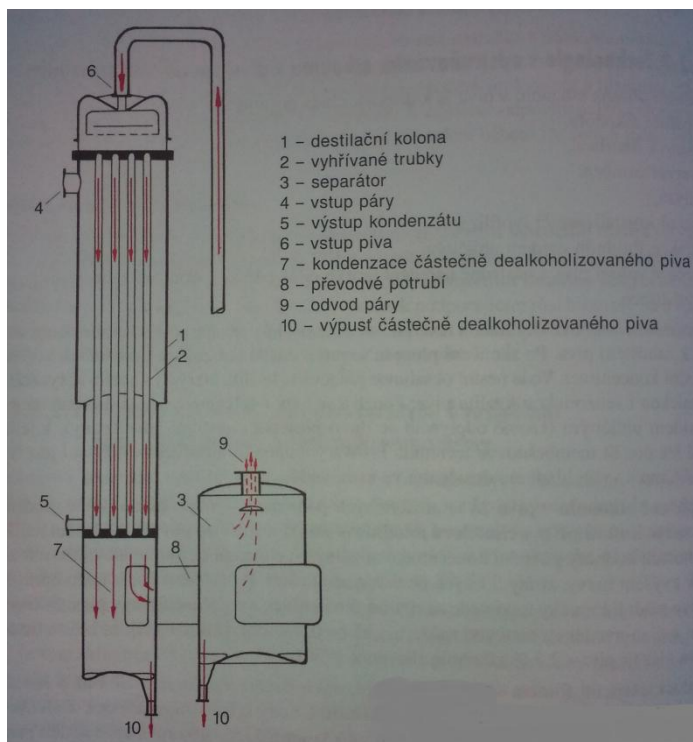 6
4
1 – destilační kolona
2 – vyhřívané trubky
3 – separátor
4 – vstup páry
5 – výstup kondenzátu
6 – vstup piva
7 – kondenzace částečně dealkoholizovaného piva
8 – převodvé potrubí
9 – odvod páry
10 – výpusť částečně dealkoholizovaného piva
1
2
9
3
5
7
8
10
10